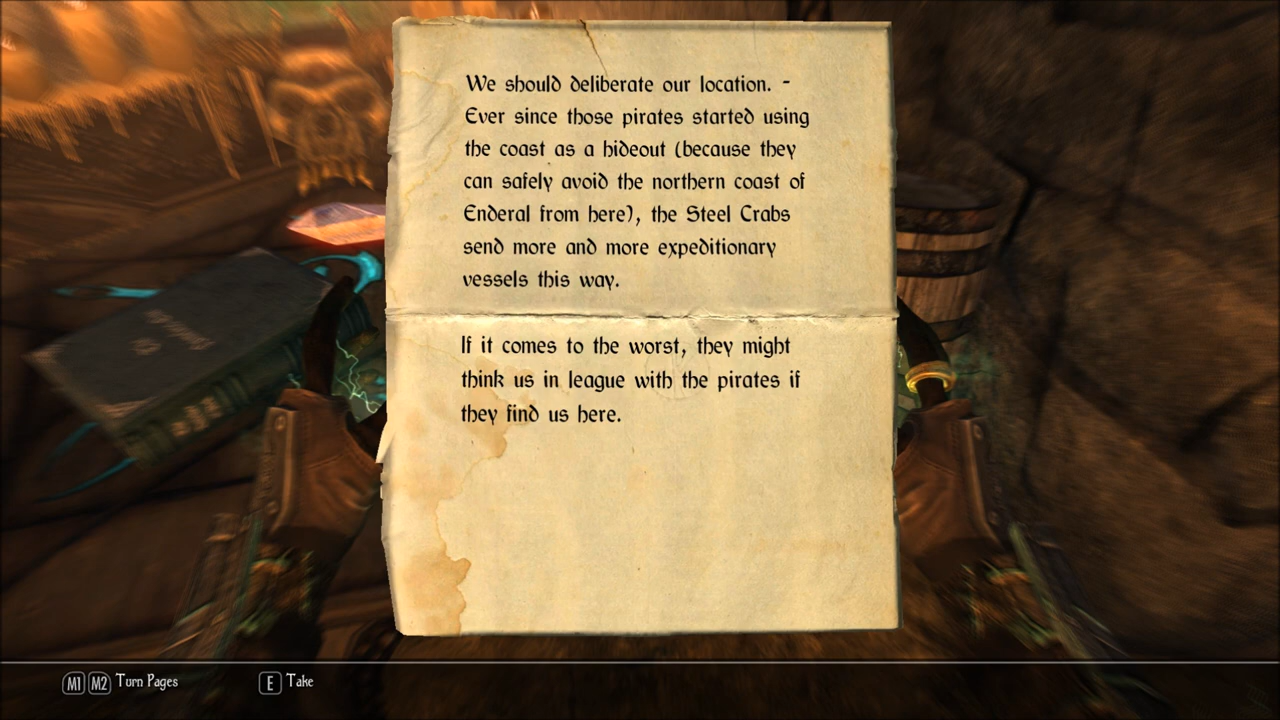 We should deliberate our location. -
Ever since those pirates started using
the coast as a hideout (because they
can safely avoid the northern coast of
Enderal from here), the Steel Crabs
send more and more expeditionary
vessels this way.
If it comes to the worst, they might
think us in league with the pirates if
they find us here.
M1 M2 Turn Pages E Take